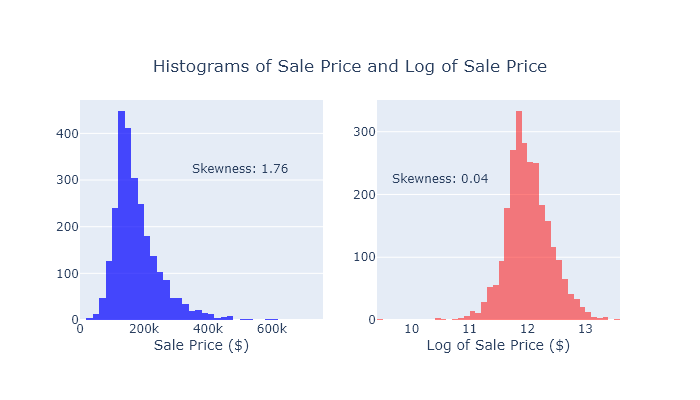 Histograms of Sale Price and Log of Sale Price
400
300
200
100
0
Skewness: 1.76
0 200k 400k 600k
Sale Price ($)
300
200
100
0
Skewness: 0.04
10 11 12 13
Log of Sale Price ($)